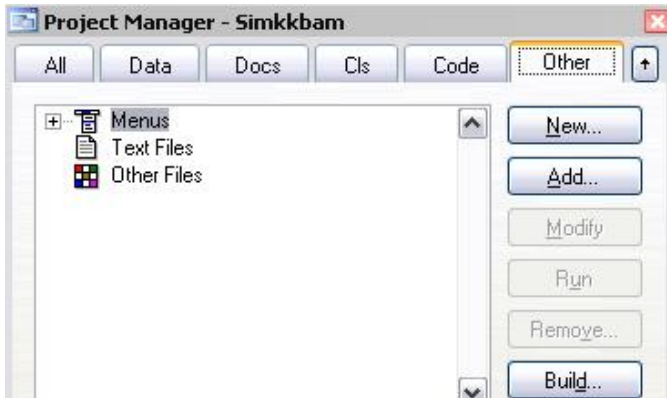 Project Manager - Simkkbam
All Data Docs Cls Code Other
Menus
Text Files
Other Files
New...
Add...
Modify
Run
Remove...
Build...